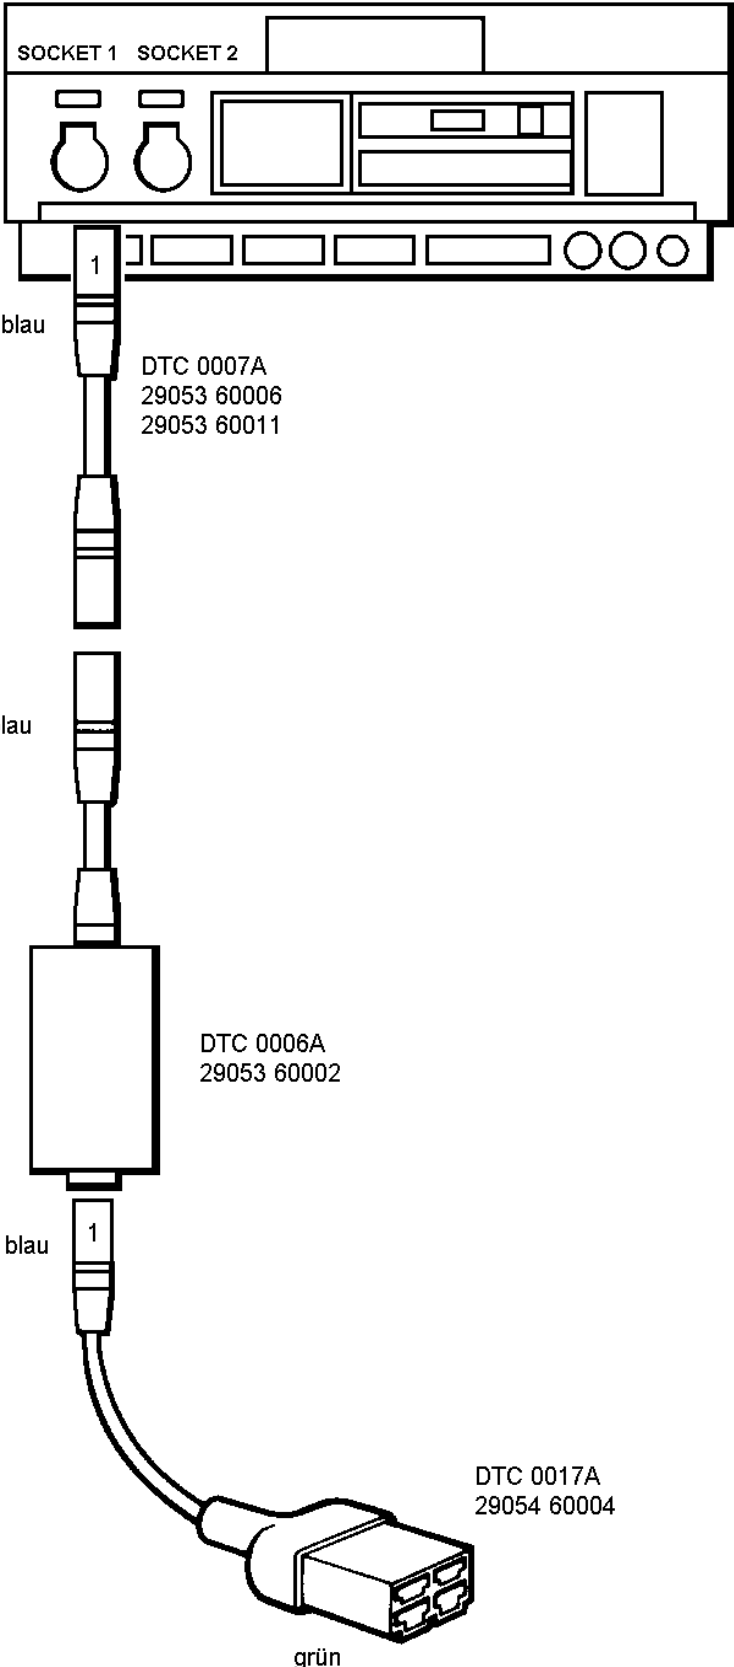 SOCKET 1 SOCKET 2
1
blau
DTC 0007A
29053 60006
29053 60011
lau
DTC 0006A
29053 60002
1
blau
DTC 0017A
29054 60004
grün